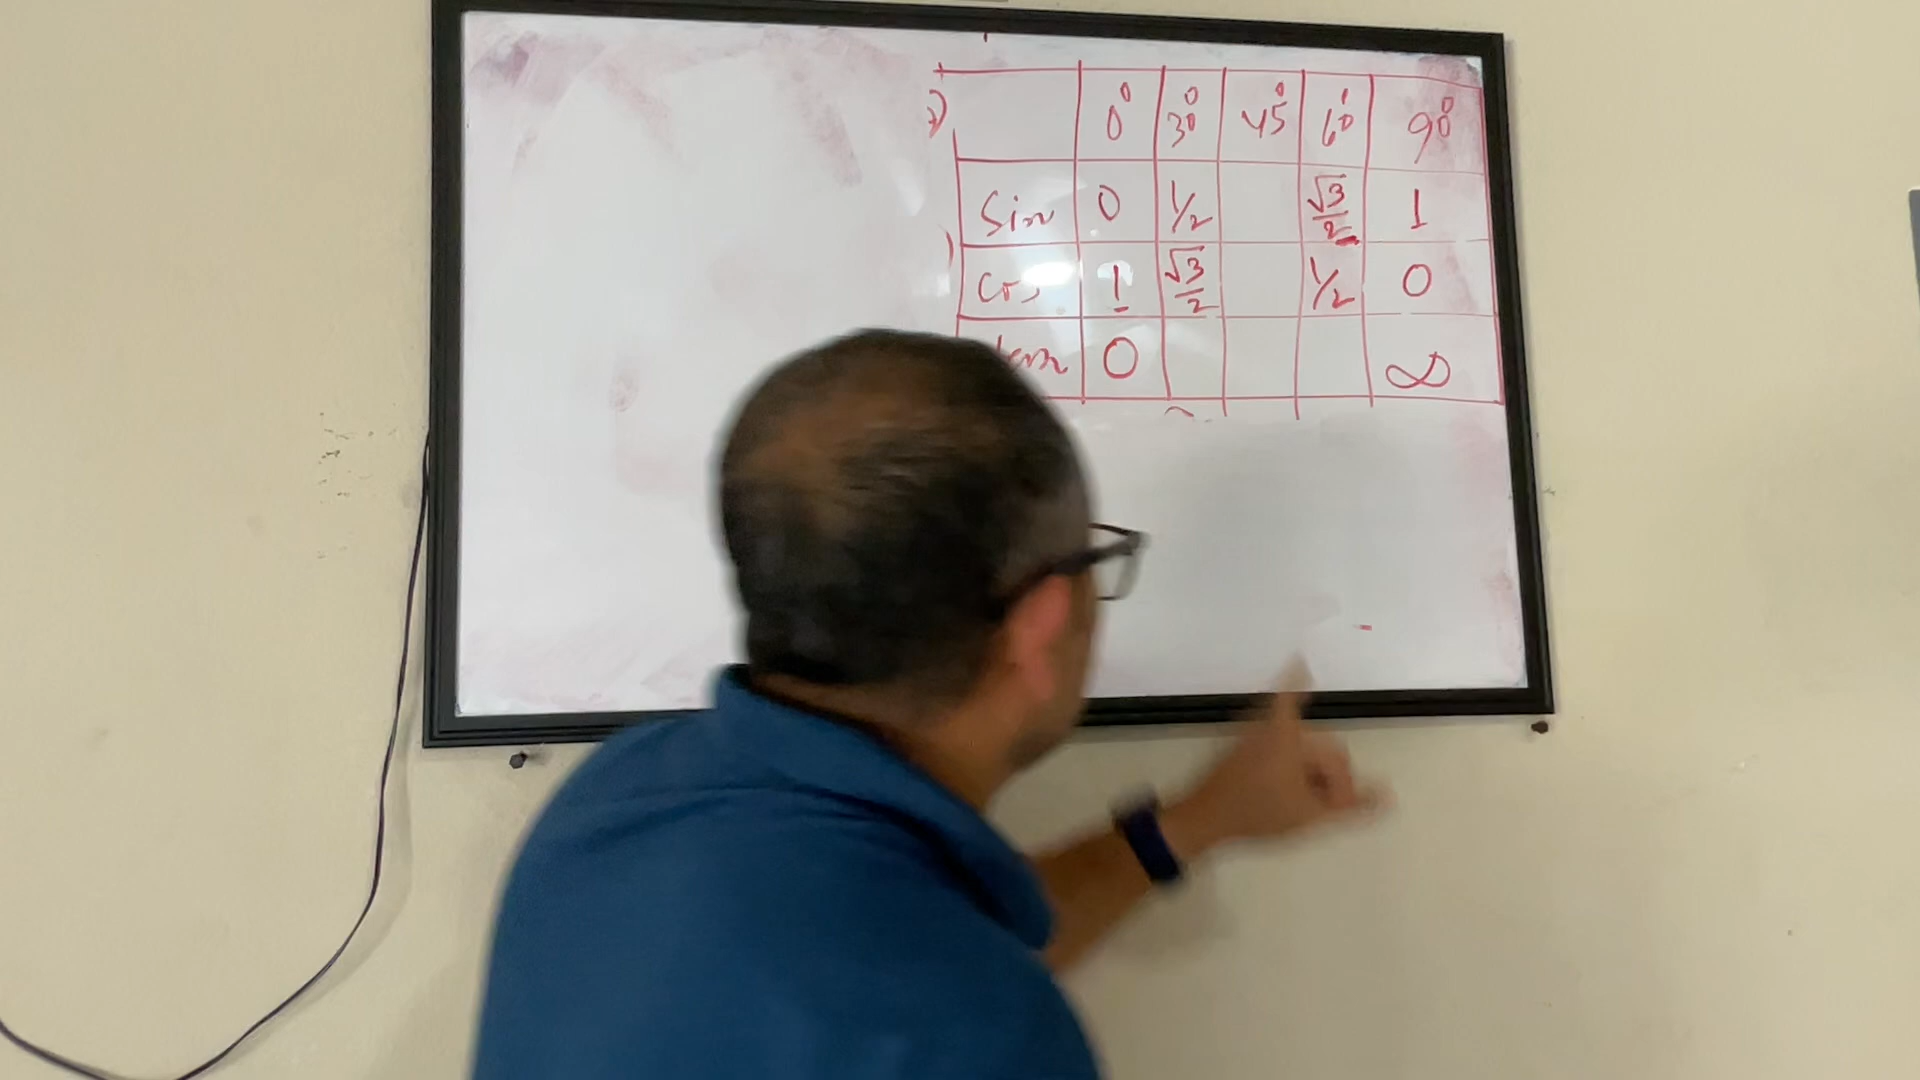 0° 30° 45° 60° 90°
Sin 0 1/2 √3/2 1
Cos 1 √3/2 1/2 0
tan 0 ∞